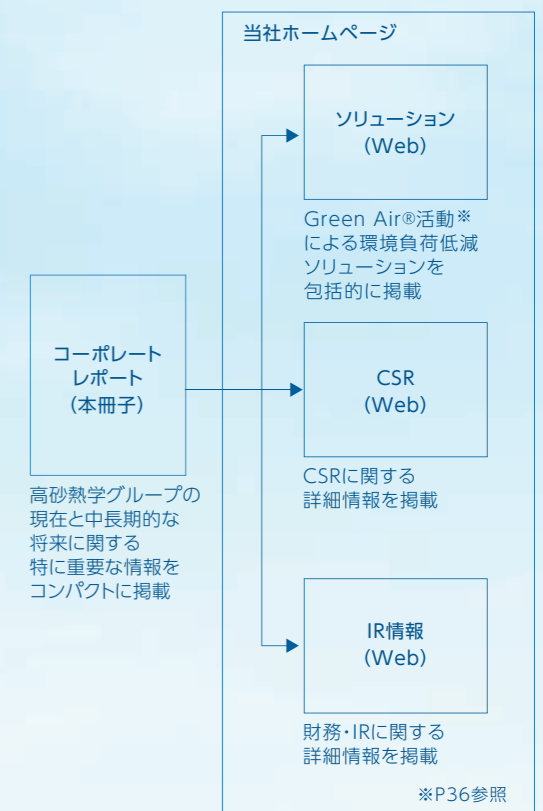 当社ホームページ
ソリューション
(Web)
Green Air®活動※
による環境負荷低減
ソリューションを
包括的に掲載
コーポレート
レポート
(本冊子)
高砂熱学グループの
現在と中長期的な
将来に関する
特に重要な情報を
コンパクトに掲載
CSR
(Web)
CSRに関する
詳細情報を掲載
IR情報
(Web)
財務・IRに関する
詳細情報を掲載
※P36参照